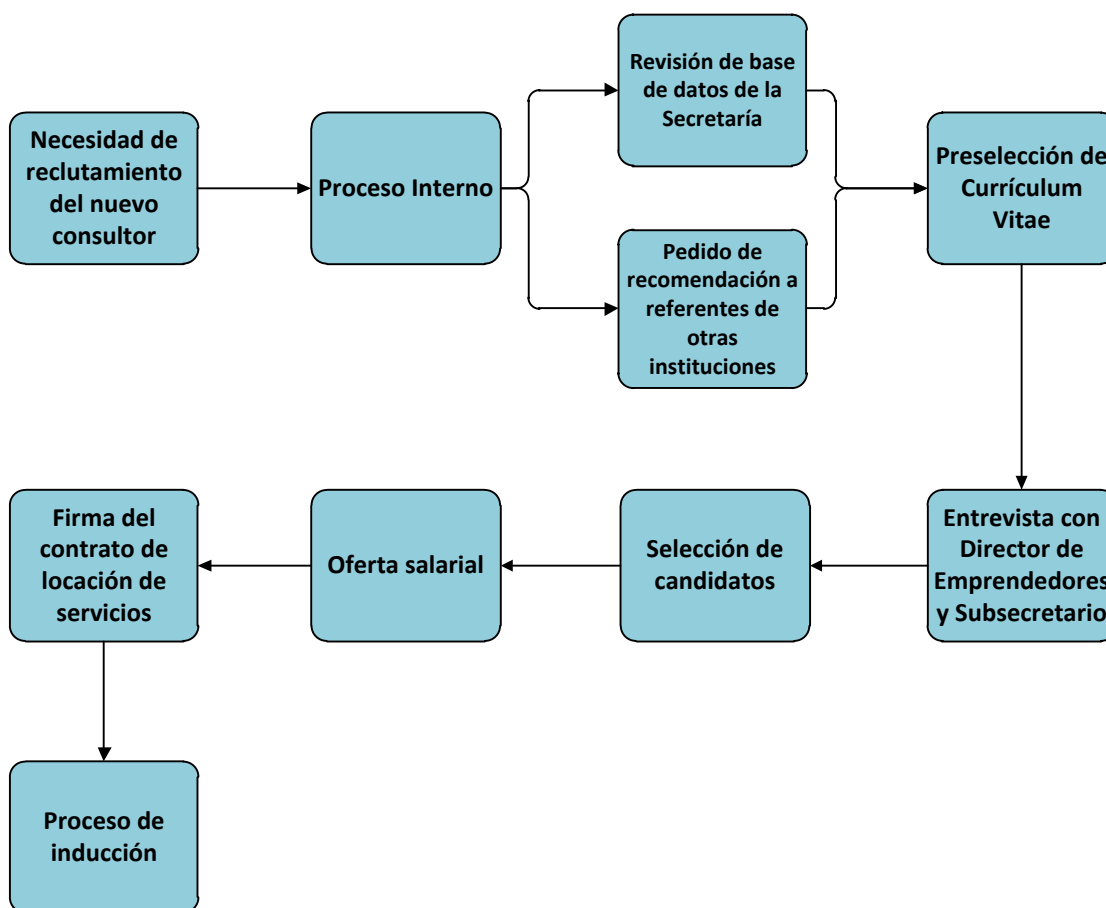 Necesidad de
reclutamiento
del nuevo
consultor
Proceso Interno
Revisión de base
de datos de la
Secretaría
Pedido de
recomendación a
referentes de
otras
instituciones
Preselección de
Currículum
Vitae
Entrevista con
Director de
Emprendedores
y Subsecretario
Selección de
candidatos
Oferta salarial
Firma del
contrato de
locación de
servicios
Proceso de
inducción